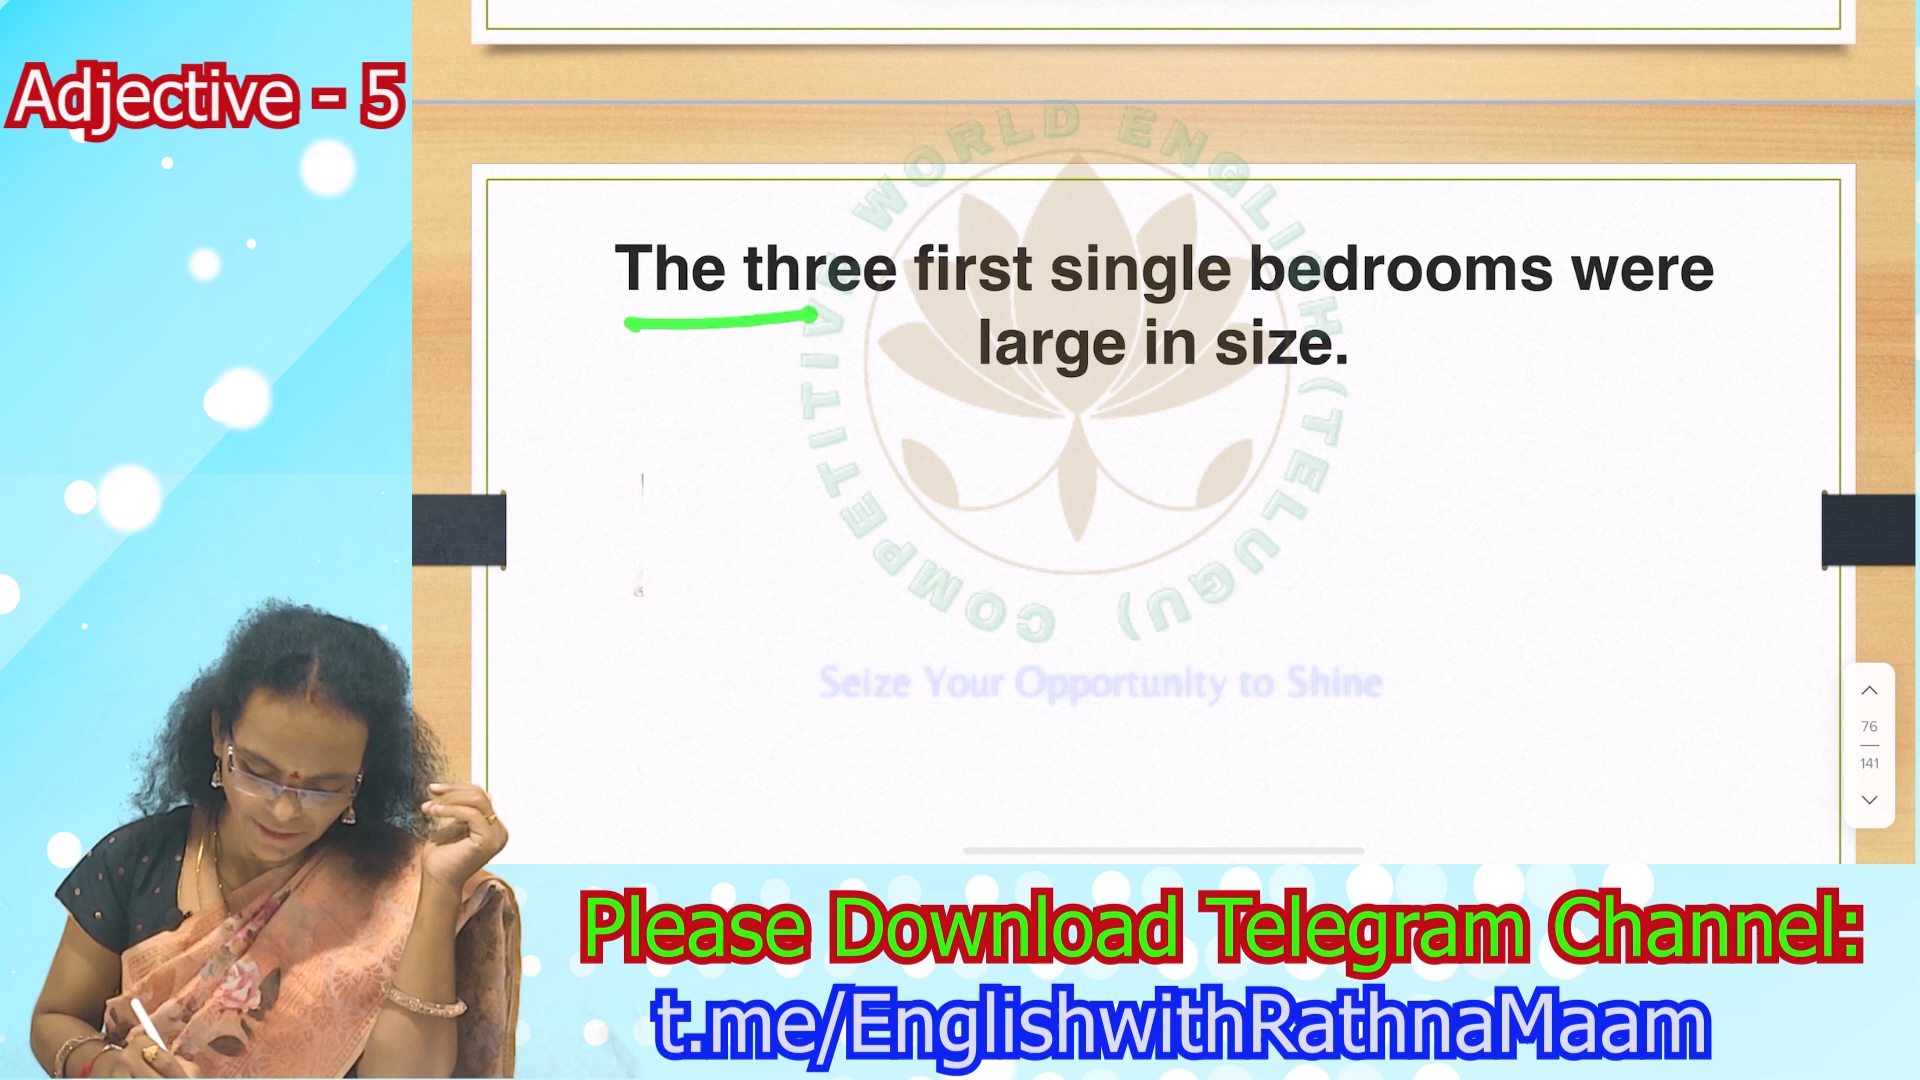 Adjective - 5
The three first single bedrooms were
large in size.
COMPETITIVE WORLD ENGLISH (TELUGU)
Seize Your Opportunity to Shine
76
141
Please Download Telegram Channel:
t.me/EnglishwithRathnaMaam